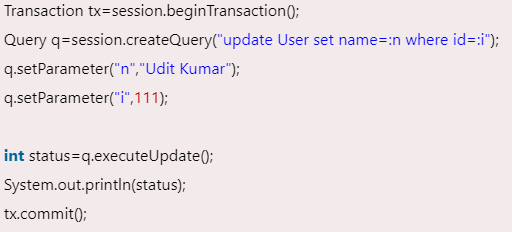 Transaction tx=session.beginTransaction();
Query q=session.createQuery("update User set name=:n where id=:i");
q.setParameter("n","Udit Kumar");
q.setParameter("i",111);
int status=q.executeUpdate();
System.out.println(status);
tx.commit();